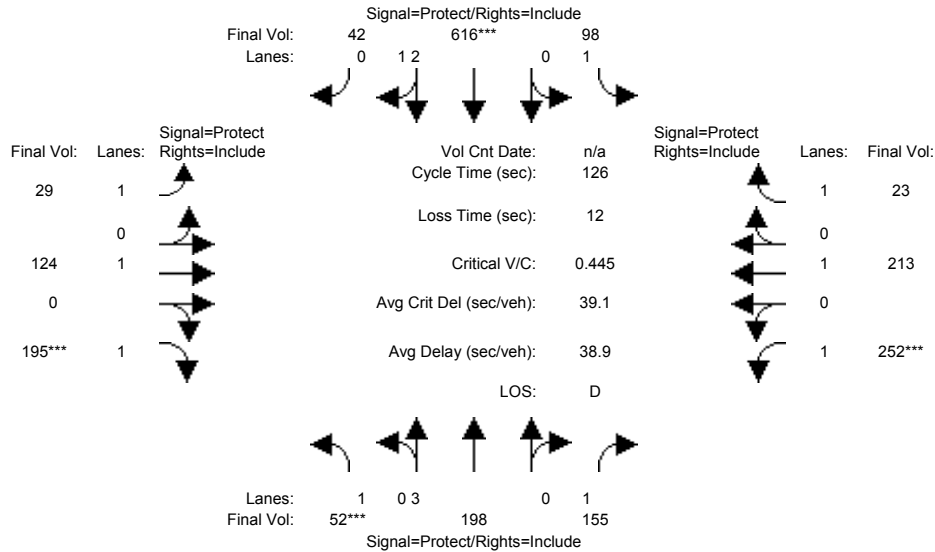 Signal=Protect/Rights=Include
Final Vol: 42 616*** 98
Lanes: 0 1 2 0 1
Signal=Protect
Final Vol: Lanes: Rights=Include
Vol Cnt Date: n/a
Signal=Protect
Rights=Include Lanes: Final Vol:
Cycle Time (sec): 126
29 1
1 23
Loss Time (sec): 12
0
0
124 1
Critical V/C: 0.445
1 213
0
Avg Crit Del (sec/veh): 39.1
0
195*** 1
Avg Delay (sec/veh): 38.9
1 252***
LOS: D
Lanes: 1 0 3 0 1
Final Vol: 52*** 198 155
Signal=Protect/Rights=Include